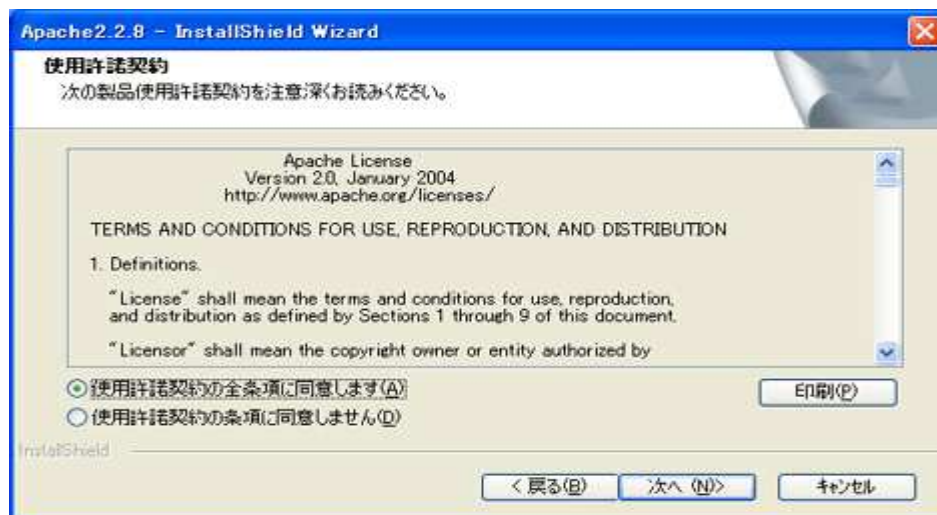 Apache2.2.8 - InstallShield Wizard
使用許諾契約
次の製品使用許諾契約を注意深くお読みください。
Apache License
Version 2.0, January 2004
http://www.apache.org/licenses/
TERMS AND CONDITIONS FOR USE, REPRODUCTION, AND DISTRIBUTION
1. Definitions.
"License" shall mean the terms and conditions for use, reproduction,
and distribution as defined by Sections 1 through 9 of this document.
"Licensor" shall mean the copyright owner or entity authorized by
使用許諾契約の全条項に同意します(A)
印刷(P)
使用許諾契約の条項に同意しません(D)
InstallShield
< 戻る(B)
次へ (N)>
キャンセル